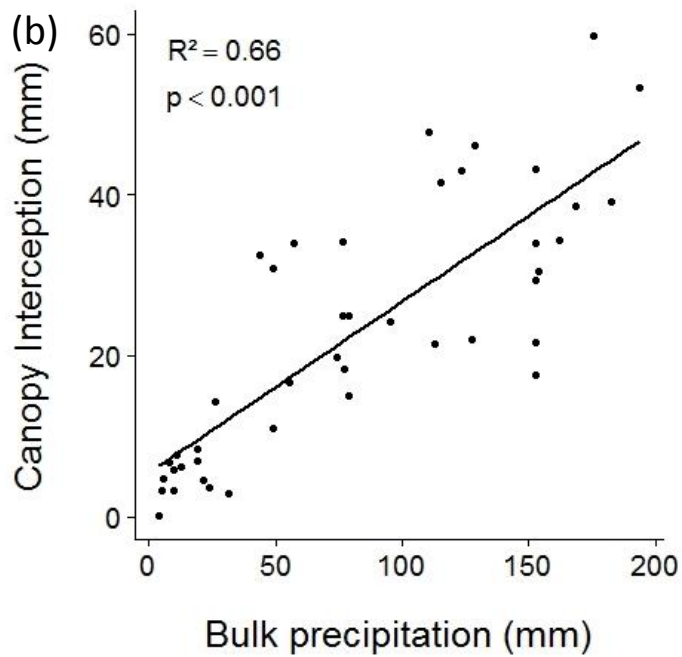 (b)
R² = 0.66
p < 0.001
Canopy Interception (mm)
60
40
20
0
0 50 100 150 200
Bulk precipitation (mm)